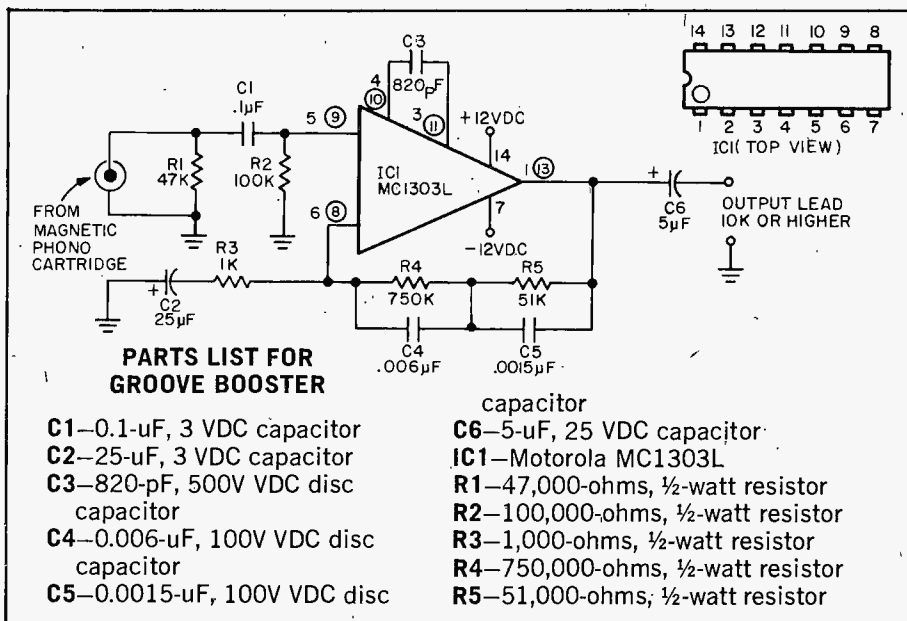 14 13 12 11 10 9 8
1 2 3 4 5 6 7
IC1(TOP VIEW)
C3
820pF
4
10
3
11
C1
.1µF
5 9
+12VDC
14
R1
47K
R2
100K
IC1
MC1303L
1 13
FROM
MAGNETIC
PHONO
CARTRIDGE
6 8
7
-12VDC
+
C6
5µF
OUTPUT LEAD
10K OR HIGHER
R3
1K
+
C2
25µF
R4
750K
R5
51K
C4
.006µF
C5
.0015µF
PARTS LIST FOR
GROOVE BOOSTER
C1—0.1-uF, 3 VDC capacitor
C2—25-uF, 3 VDC capacitor
C3—820-pF, 500V VDC disc
capacitor
C4—0.006-uF, 100V VDC disc
capacitor
C5—0.0015-uF, 100V VDC disc
capacitor
C6—5-uF, 25 VDC capacitor
IC1—Motorola MC1303L
R1—47,000-ohms, ½-watt resistor
R2—100,000-ohms, ½-watt resistor
R3—1,000-ohms, ½-watt resistor
R4—750,000-ohms, ½-watt resistor
R5—51,000-ohms, ½-watt resistor